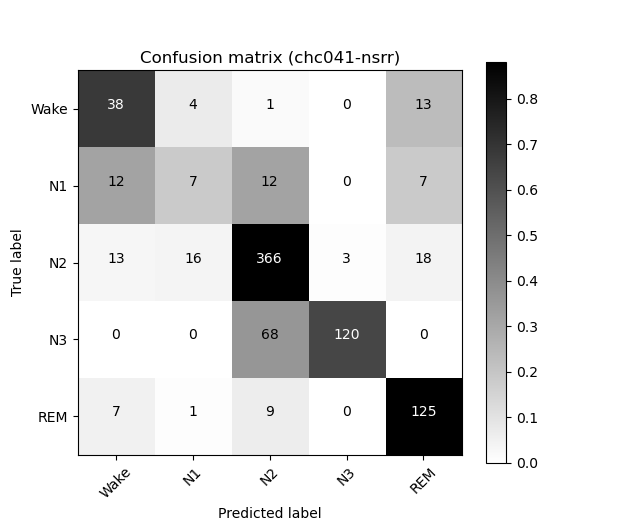 Confusion matrix (chc041-nsrr)
Wake 38 4 1 0 13
N1 12 7 12 0 7
N2 13 16 366 3 18
N3 0 0 68 120 0
REM 7 1 9 0 125
Wake N1 N2 N3 REM
Predicted label
True label
0.8
0.7
0.6
0.5
0.4
0.3
0.2
0.1
0.0